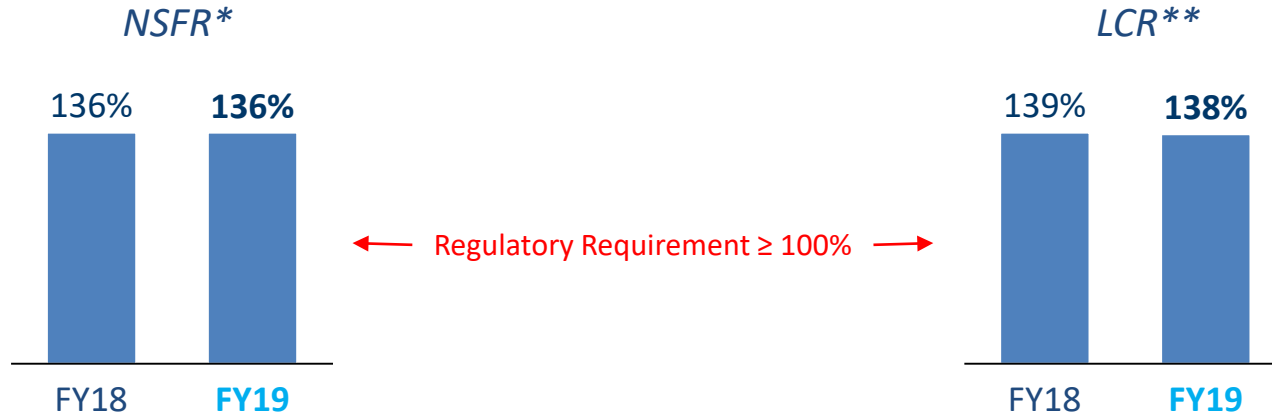 NSFR*
136%
136%
FY18
FY19
Regulatory Requirement ≥ 100%
LCR**
139%
138%
FY18
FY19